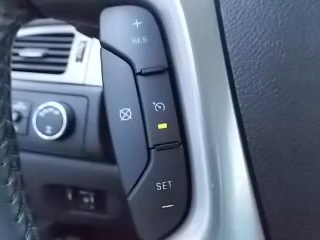 +
RES
SET
—